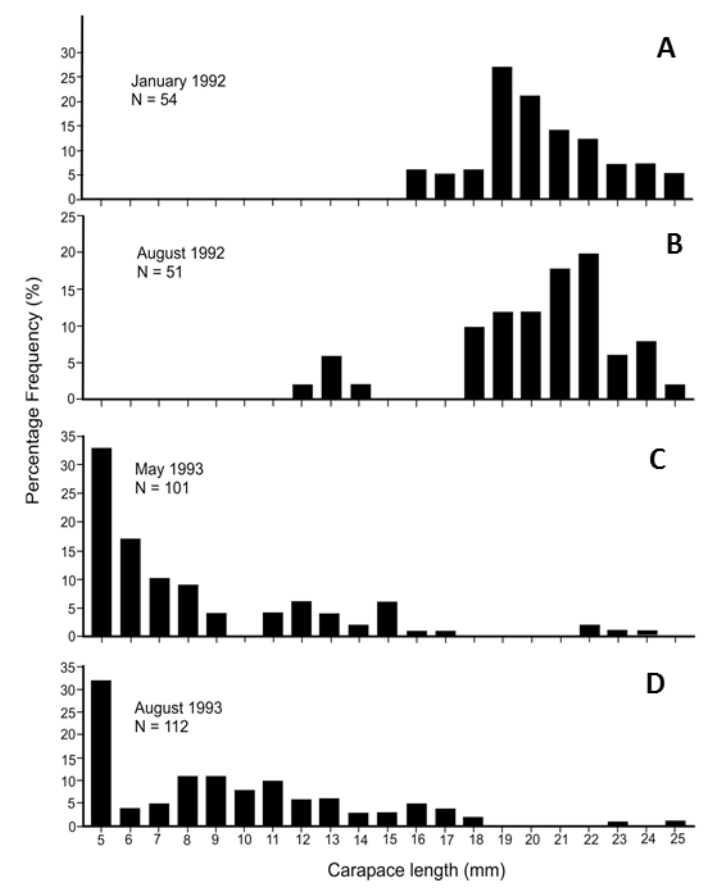 A
30
25
20
15
10
5
0
January 1992
N = 54
B
25
20
15
10
5
0
August 1992
N = 51
Percentage Frequency (%)
C
35
30
25
20
15
10
5
0
May 1993
N = 101
D
35
30
25
20
15
10
5
0
August 1993
N = 112
5 6 7 8 9 10 11 12 13 14 15 16 17 18 19 20 21 22 23 24 25
Carapace length (mm)